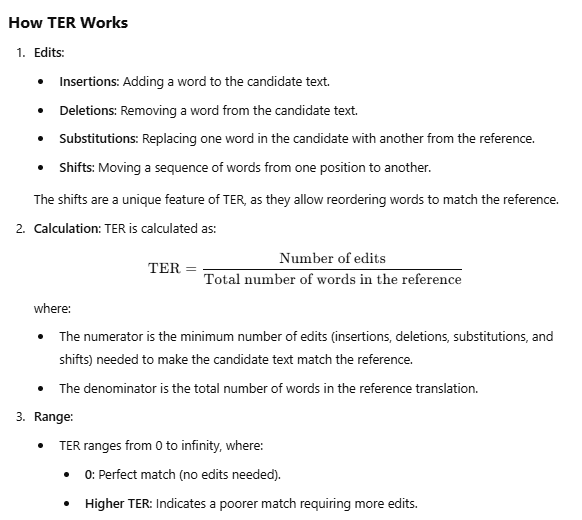 How TER Works
1. Edits:
• Insertions: Adding a word to the candidate text.
• Deletions: Removing a word from the candidate text.
• Substitutions: Replacing one word in the candidate with another from the reference.
• Shifts: Moving a sequence of words from one position to another.
The shifts are a unique feature of TER, as they allow reordering words to match the reference.
2. Calculation: TER is calculated as:
TER = Number of edits / Total number of words in the reference
where:
• The numerator is the minimum number of edits (insertions, deletions, substitutions, and
shifts) needed to make the candidate text match the reference.
• The denominator is the total number of words in the reference translation.
3. Range:
• TER ranges from 0 to infinity, where:
• 0: Perfect match (no edits needed).
• Higher TER: Indicates a poorer match requiring more edits.